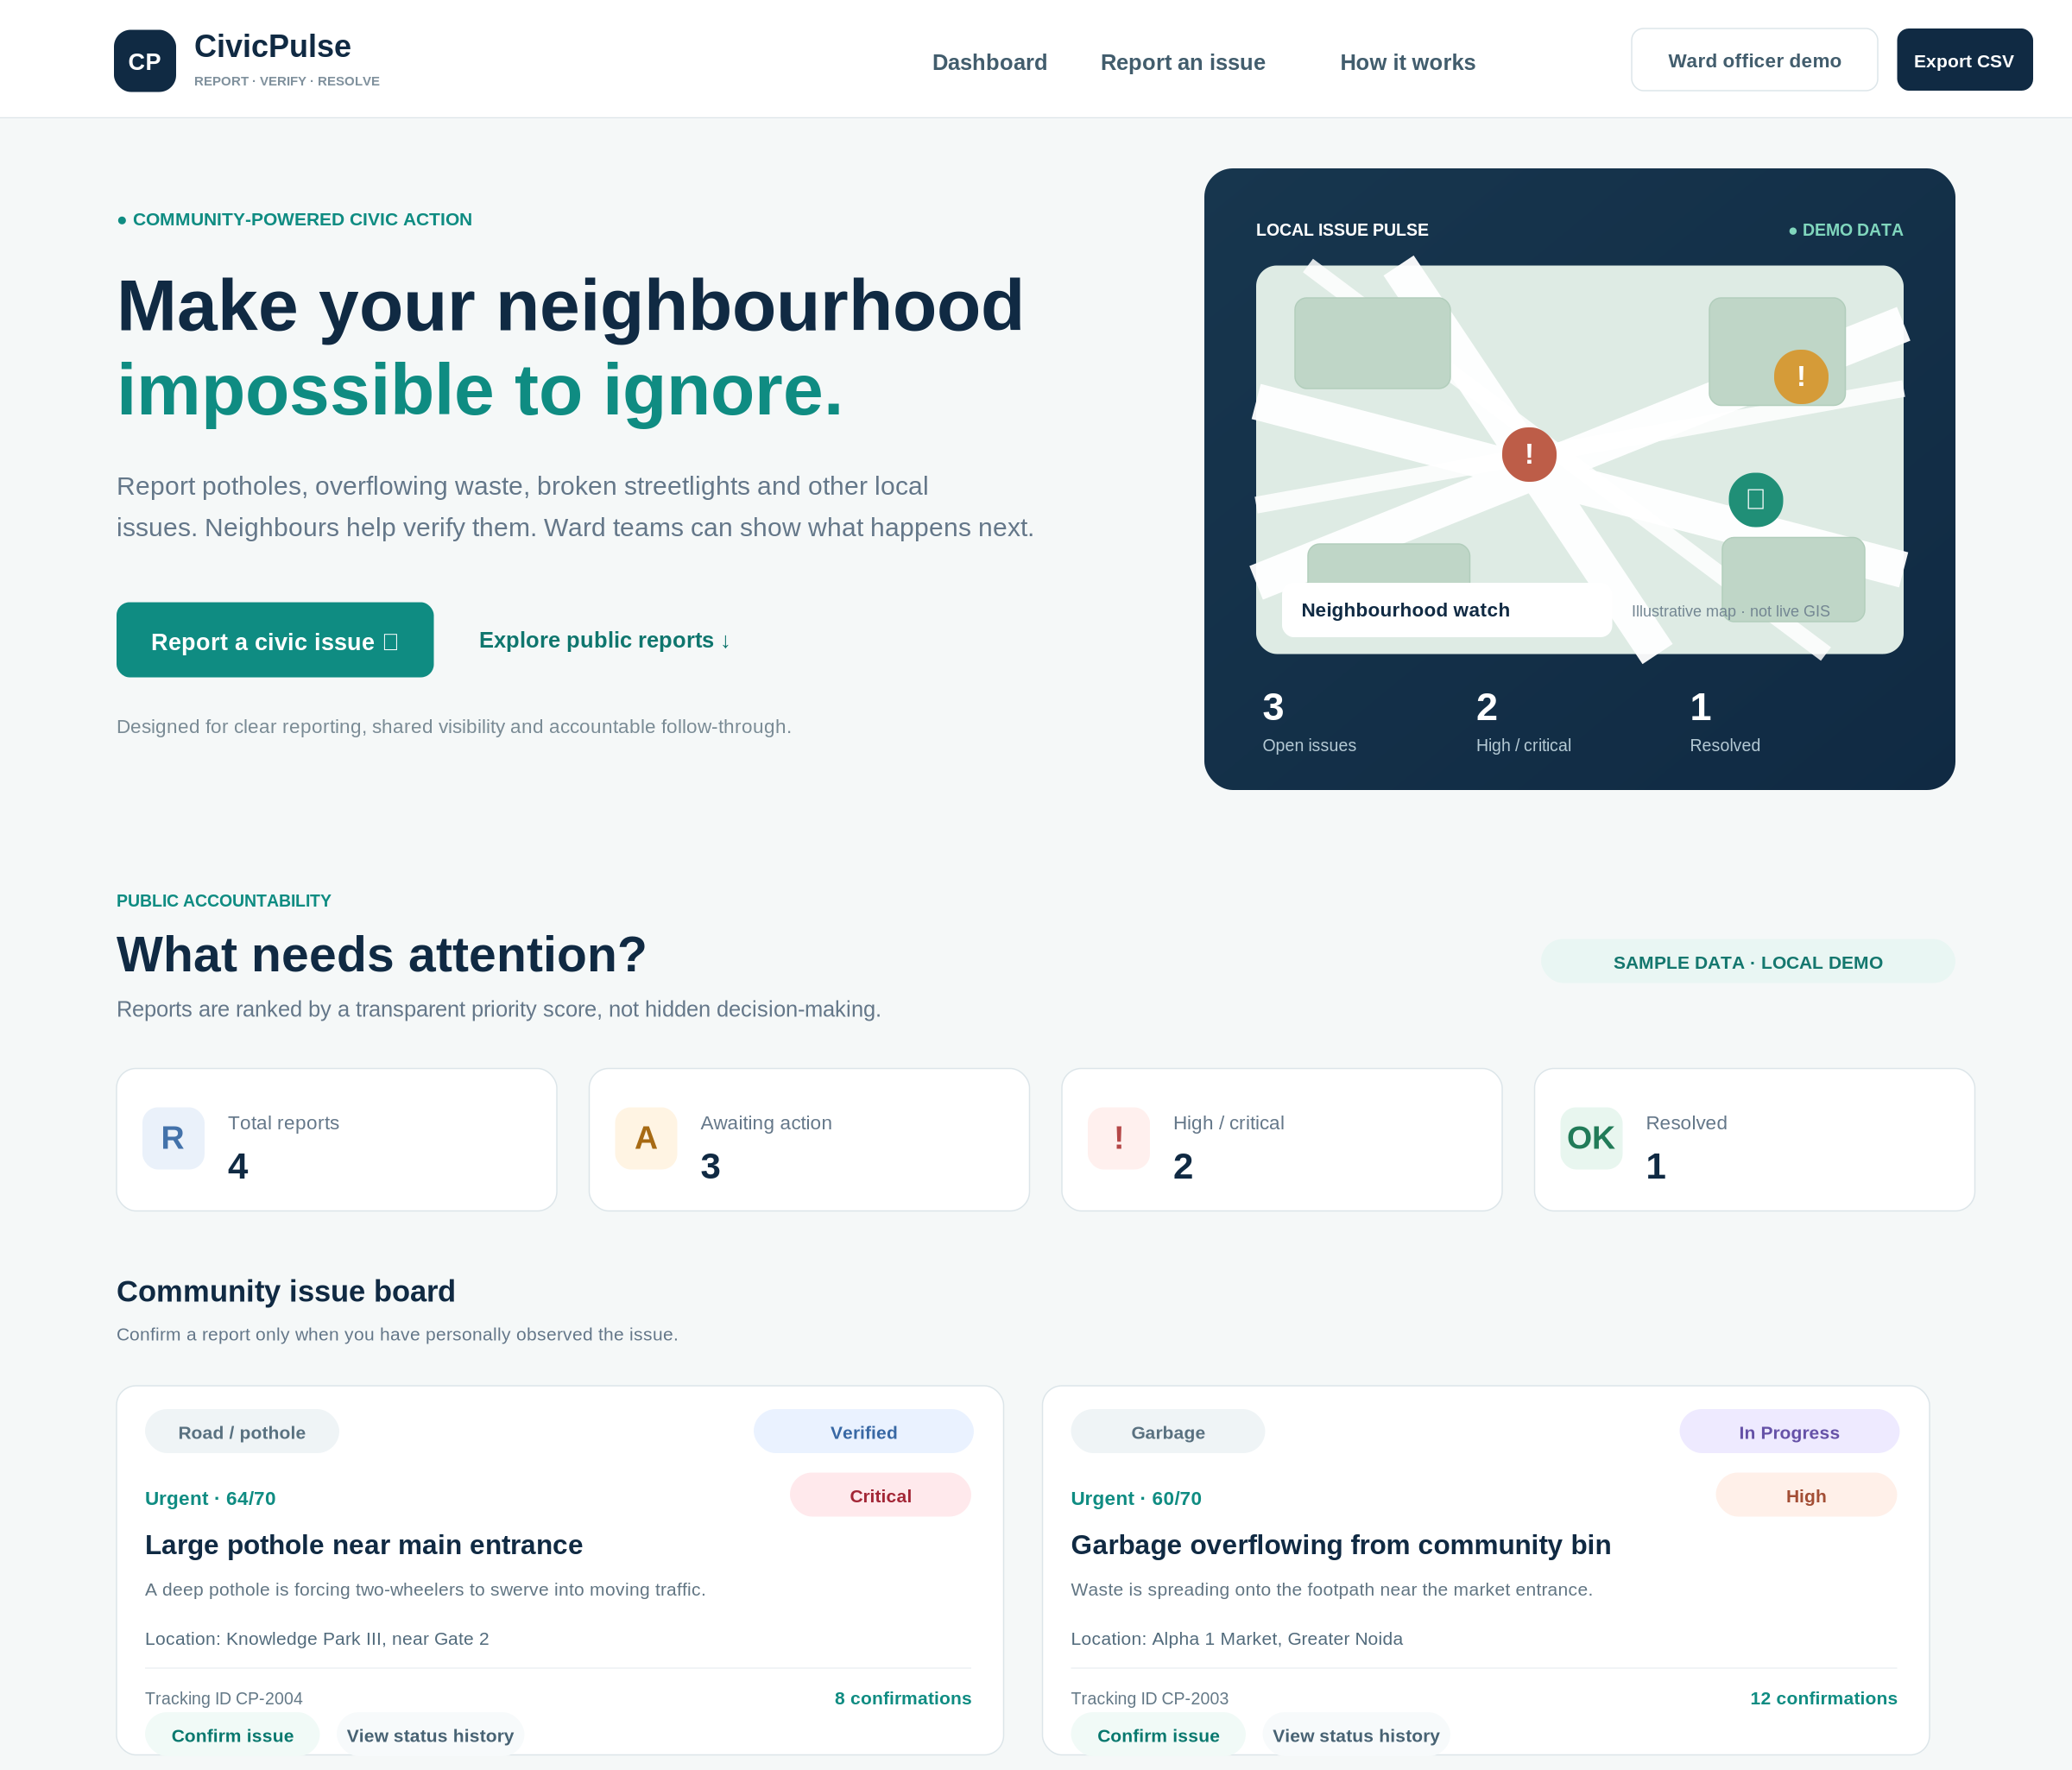 CP
CivicPulse
REPORT · VERIFY · RESOLVE
Dashboard
Report an issue
How it works
Ward officer demo
Export CSV
● COMMUNITY-POWERED CIVIC ACTION
Make your neighbourhood
impossible to ignore.
Report potholes, overflowing waste, broken streetlights and other local
issues. Neighbours help verify them. Ward teams can show what happens next.
Report a civic issue
Explore public reports ↓
Designed for clear reporting, shared visibility and accountable follow-through.
LOCAL ISSUE PULSE
● DEMO DATA
!
!
Neighbourhood watch
Illustrative map · not live GIS
3
2
1
Open issues
High / critical
Resolved
PUBLIC ACCOUNTABILITY
What needs attention?
SAMPLE DATA · LOCAL DEMO
Reports are ranked by a transparent priority score, not hidden decision-making.
R
Total reports
4
A
Awaiting action
3
!
High / critical
2
OK
Resolved
1
Community issue board
Confirm a report only when you have personally observed the issue.
Road / pothole
Verified
Urgent · 64/70
Critical
Large pothole near main entrance
A deep pothole is forcing two-wheelers to swerve into moving traffic.
Location: Knowledge Park III, near Gate 2
Tracking ID CP-2004
8 confirmations
Confirm issue
View status history
Garbage
In Progress
Urgent · 60/70
High
Garbage overflowing from community bin
Waste is spreading onto the footpath near the market entrance.
Location: Alpha 1 Market, Greater Noida
Tracking ID CP-2003
12 confirmations
Confirm issue
View status history